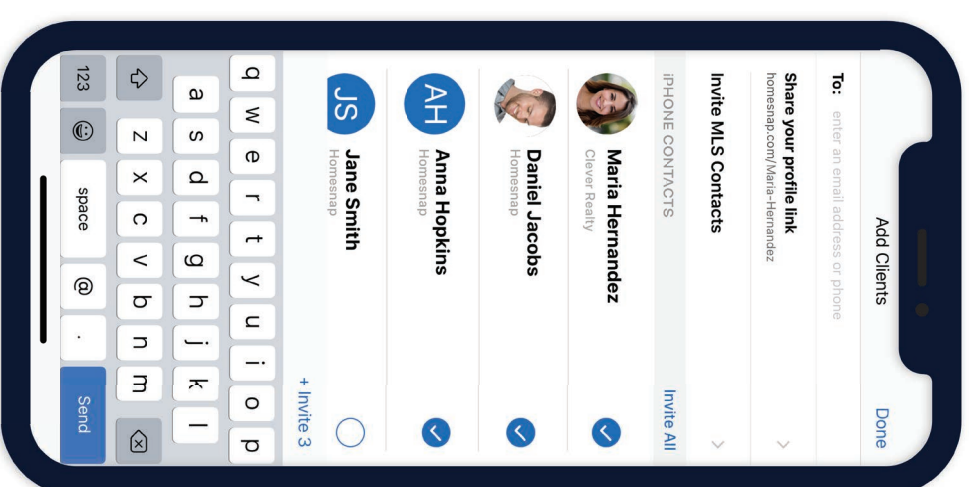 Add Clients
Done
To: enter an email address or phone
Share your profile link
homesnap.com/Maria-Hernandez
Invite MLS Contacts
iPHONE CONTACTS
Invite All
Maria Hernandez
Clever Realty
Daniel Jacobs
Homesnap
AH
Anna Hopkins
Homesnap
JS
Jane Smith
Homesnap
+ Invite 3
q w e r t y u i o p
a s d f g h j k l
z x c v b n m
123 space @ . Send